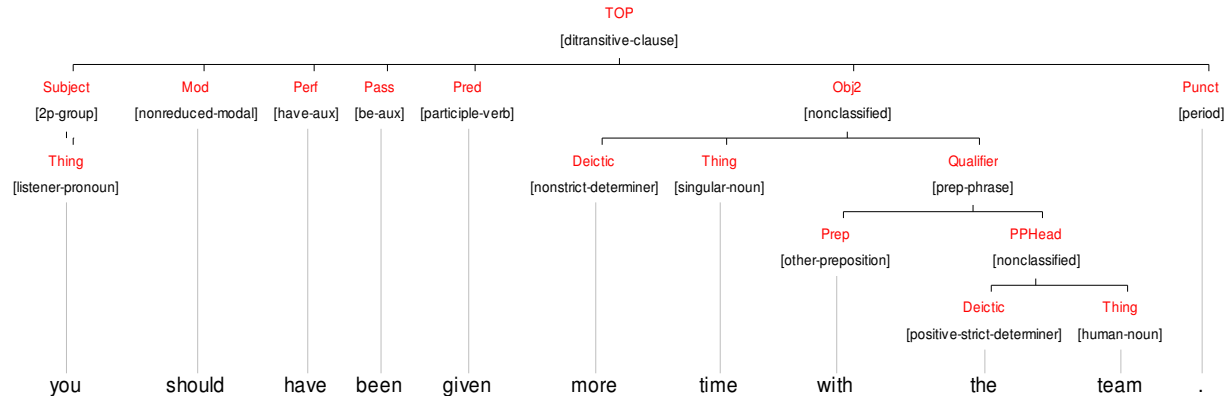 TOP
[ditransitive-clause]
Subject Mod Perf Pass Pred Obj2 Punct
[2p-group] [nonreduced-modal] [have-aux] [be-aux] [participle-verb] [nonclassified] [period]
Thing Deictic Thing Qualifier
[listener-pronoun] [nonstrict-determiner] [singular-noun] [prep-phrase]
Prep PPHead
[other-preposition] [nonclassified]
Deictic Thing
[positive-strict-determiner] [human-noun]
you should have been given more time with the team .